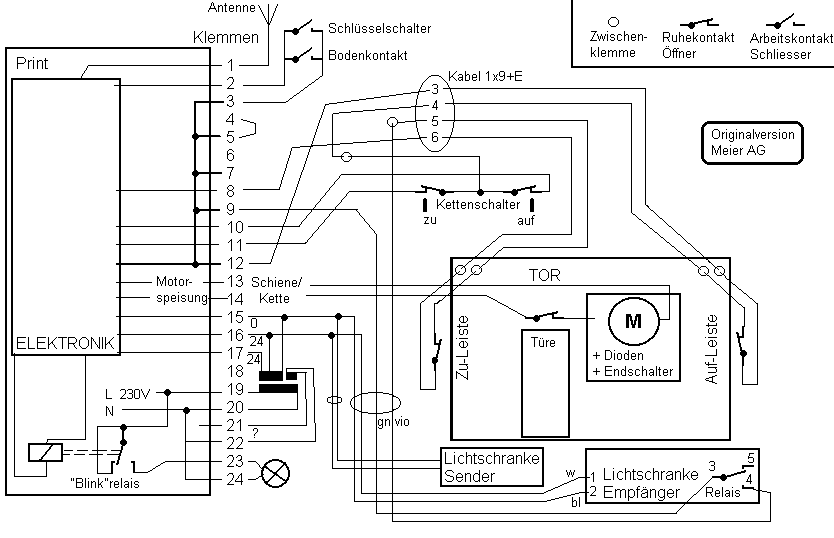 Antenne
Klemmen
Schlüsselschalter
Bodenkontakt
Zwischen-
klemme
Ruhekontakt
Öffner
Arbeitskontakt
Schliesser
Print
Kabel 1x9+E
Originalversion
Meier AG
1
2
3
4
5
6
7
8
9
10
11
12
13
14
15
16
17
18
19
20
21
22
23
24
3
4
5
6
Kettenschalter
zu
auf
Motor-
speisung
Schiene/
Kette
TOR
M
+ Dioden
+ Endschalter
Türe
Zu-Leiste
Auf-Leiste
ELEKTRONIK
0
24
24
L 230V
N
?
gn vio
"Blink"relais
Lichtschranke
Sender
w
bl
1 Lichtschranke
2 Empfänger
3
5
4
Relais